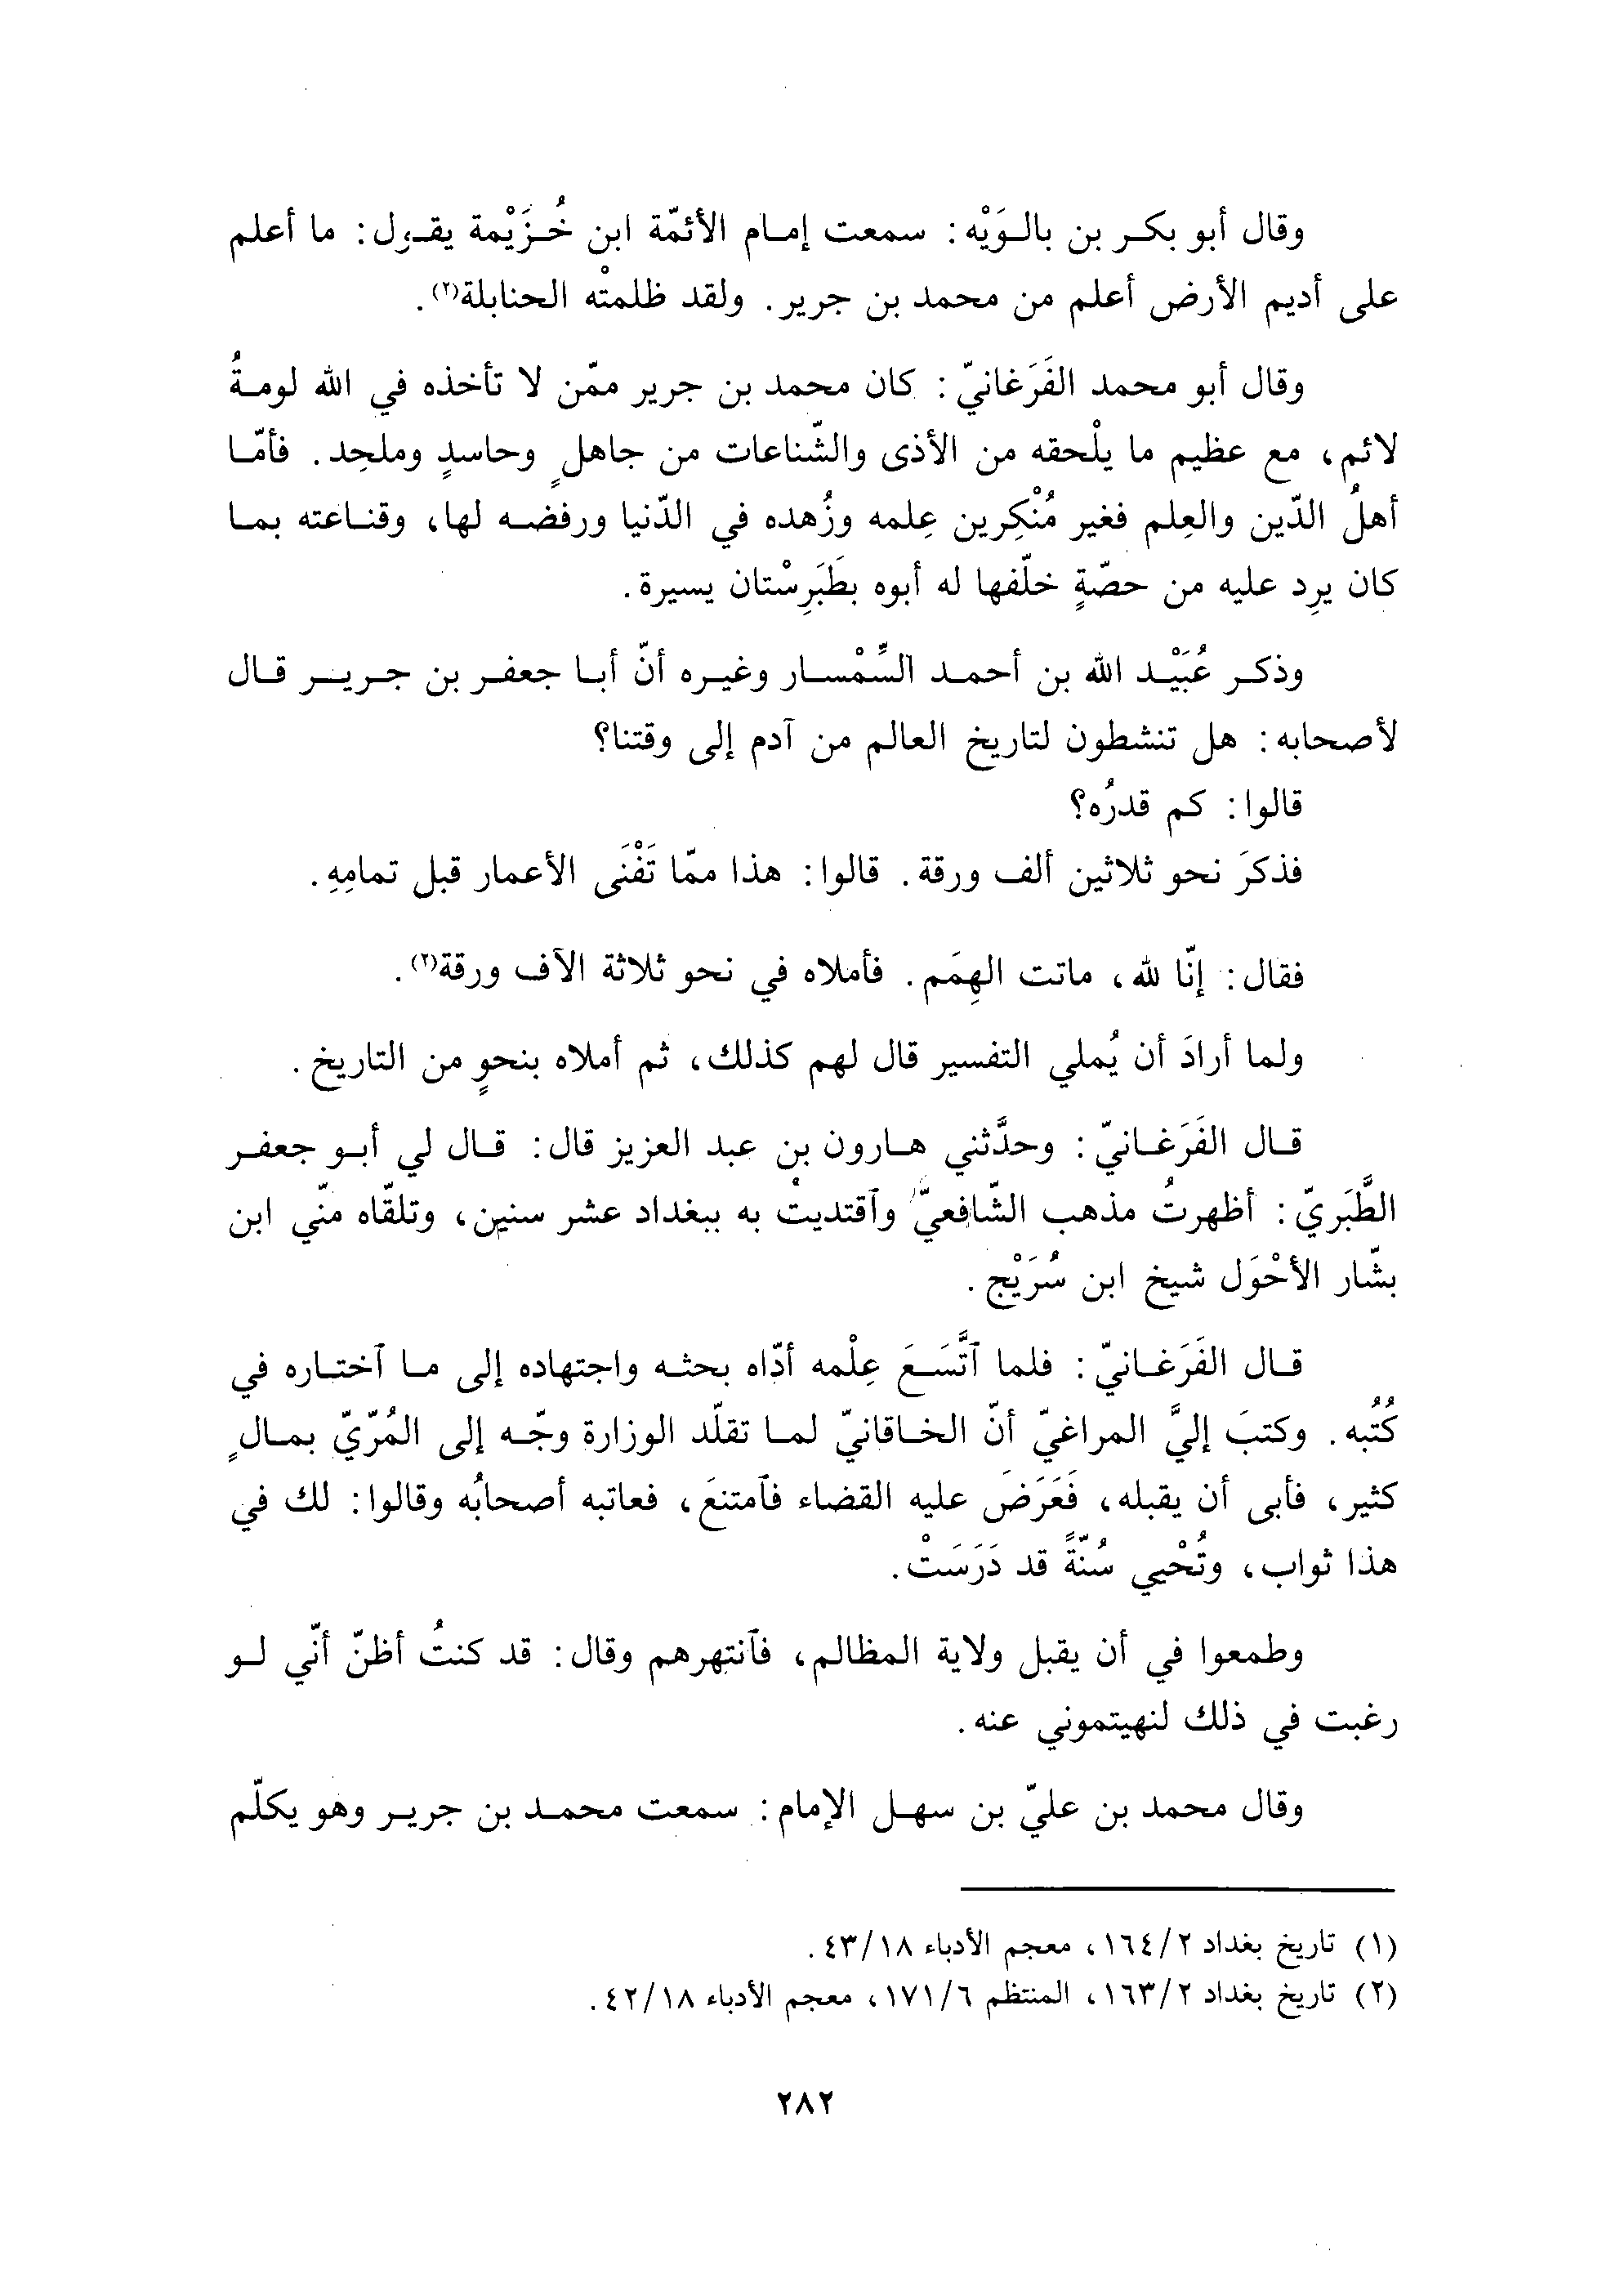 وقال أبو بكر بن بالوَيْه: سمعت إمام الأئمّة ابن خُزَيْمة يقول: ما أعلم
على أديم الأرض أعلم من محمد بن جرير. ولقد ظلمتْه الحنابلة(٢).
وقال أبو محمد الفَرَغانيّ: كان محمد بن جرير ممّن لا تأخذه في الله لومةُ
لائم، مع عظيم ما يلْحقه من الأذى والشّناعات من جاهلٍ وحاسدٍ وملحِد. فأمّا
أهلُ الدّين والعِلم فغير مُنْكِرين عِلمه وزُهده في الدّنيا ورفضه لها، وقناعته بما
كان يرِد عليه من حصّةٍ خلّفها له أبوه بطَبَرِسْتان يسيرة.
وذكر عُبَيْد الله بن أحمد السِّمْسار وغيره أنّ أبا جعفر بن جرير قال
لأصحابه: هل تنشطون لتاريخ العالم من آدم إلى وقتنا؟
قالوا: كم قدرُه؟
فذكرَ نحو ثلاثين ألف ورقة. قالوا: هذا ممّا تَفْنَى الأعمار قبل تمامِهِ.
فقال: إنّا لله، ماتت الهِمَم. فأملاه في نحو ثلاثة الآف ورقة(٢).
ولما أرادَ أن يُملي التفسير قال لهم كذلك، ثم أملاه بنحوٍ من التاريخ.
قال الفَرَغانيّ: وحدَّثني هارون بن عبد العزيز قال: قال لي أبو جعفر
الطَّبَريّ: أظهرتُ مذهب الشّافعيّ وآقتديتُ به ببغداد عشر سنين، وتلقّاه منّي ابن
بشّار الأحْوَل شيخ ابن سُرَيْج.
قال الفَرَغانيّ: فلما آتَّسَعَ عِلْمه أدّاه بحثه واجتهاده إلى ما آختاره في
كُتُبه. وكتبَ إليَّ المراغيّ أنّ الخاقانيّ لما تقلّد الوزارة وجّه إلى المُرّيّ بمالٍ
كثير، فأبى أن يقبله، فَعَرَضَ عليه القضاء فآمتنعَ، فعاتبه أصحابُه وقالوا: لك في
هذا ثواب، وتُحْيي سُنّةً قد دَرَسَتْ.
وطمعوا في أن يقبل ولاية المظالم، فآنتهرهم وقال: قد كنتُ أظنّ أنّي لو
رغبت في ذلك لنهيتموني عنه.
وقال محمد بن عليّ بن سهل الإمام: سمعت محمد بن جرير وهو يكلّم
(١) تاريخ بغداد ١٦٤/٢، معجم الأدباء ٤٣/١٨.
(٢) تاريخ بغداد ١٦٣/٢، المنتظم ١٧١/٦، معجم الأدباء ٤٢/١٨.
٢٨٢